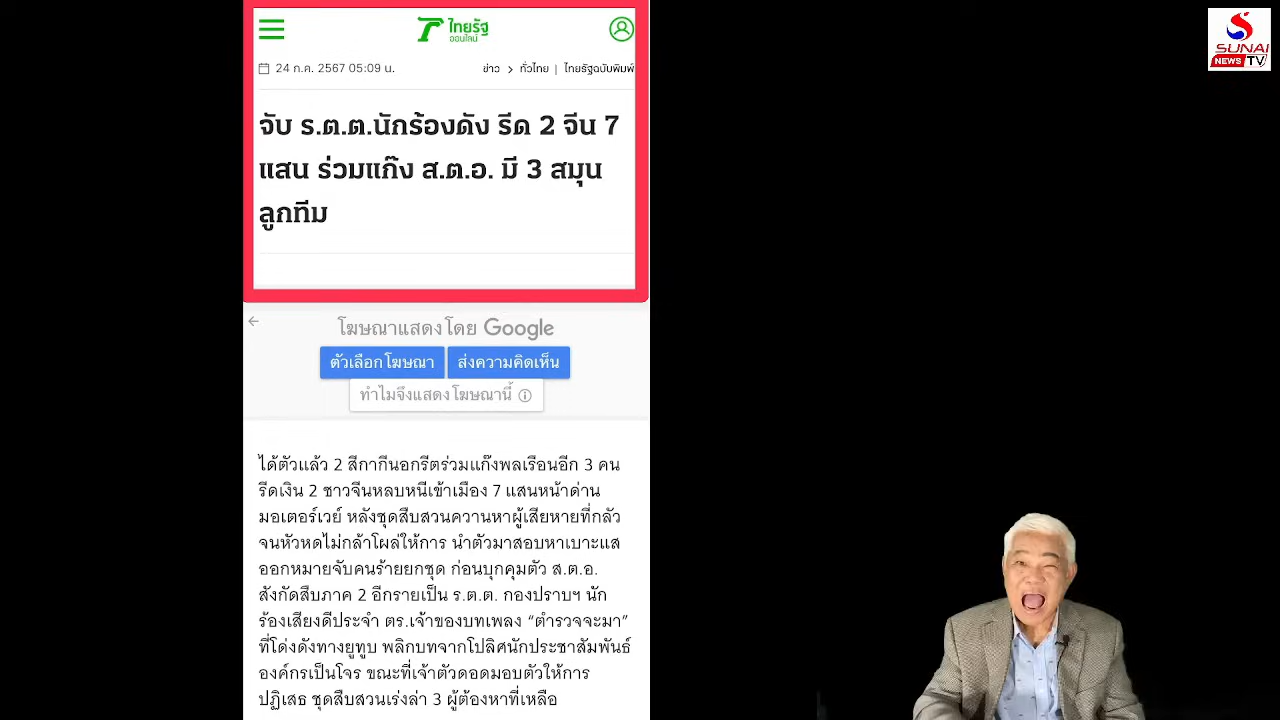 ไทยรัฐ
ออนไลน์
24 ก.ค. 2567 05:09 น.
ข่าว > ทั่วไทย | ไทยรัฐฉบับพิมพ์
จับ ร.ต.ต.นักร้องดัง รีด 2 จีน 7
แสน ร่วมแก๊ง ส.ต.อ. มี 3 สมุน
ลูกทีม
โฆษณาแสดงโดย Google
ตัวเลือกโฆษณา ส่งความคิดเห็น
ทำไมจึงแสดงโฆษณานี้
ได้ตัวแล้ว 2 สีกากีนอกรีตร่วมแก๊งพลเรือนอีก 3 คน
รีดเงิน 2 ชาวจีนหลบหนีเข้าเมือง 7 แสนหน้าด่าน
มอเตอร์เวย์ หลังชุดสืบสวนควานหาผู้เสียหายที่กลัว
จนหัวหดไม่กล้าโผล่ให้การ นำตัวมาสอบหาเบาะแส
ออกหมายจับคนร้ายยกชุด ก่อนบุกคุมตัว ส.ต.อ.
สังกัดสืบภาค 2 อีกรายเป็น ร.ต.ต. กองปราบฯ นัก
ร้องเสียงดีประจำ ตร.เจ้าของบทเพลง “ตำรวจจะมา”
ที่โด่งดังทางยูทูบ พลิกบทจากโปลิศนักประชาสัมพันธ์
องค์กรเป็นโจร ขณะที่เจ้าตัวดอดมอบตัวให้การ
ปฏิเสธ ชุดสืบสวนเร่งล่า 3 ผู้ต้องหาที่เหลือ
SUNAI
NEWS TV